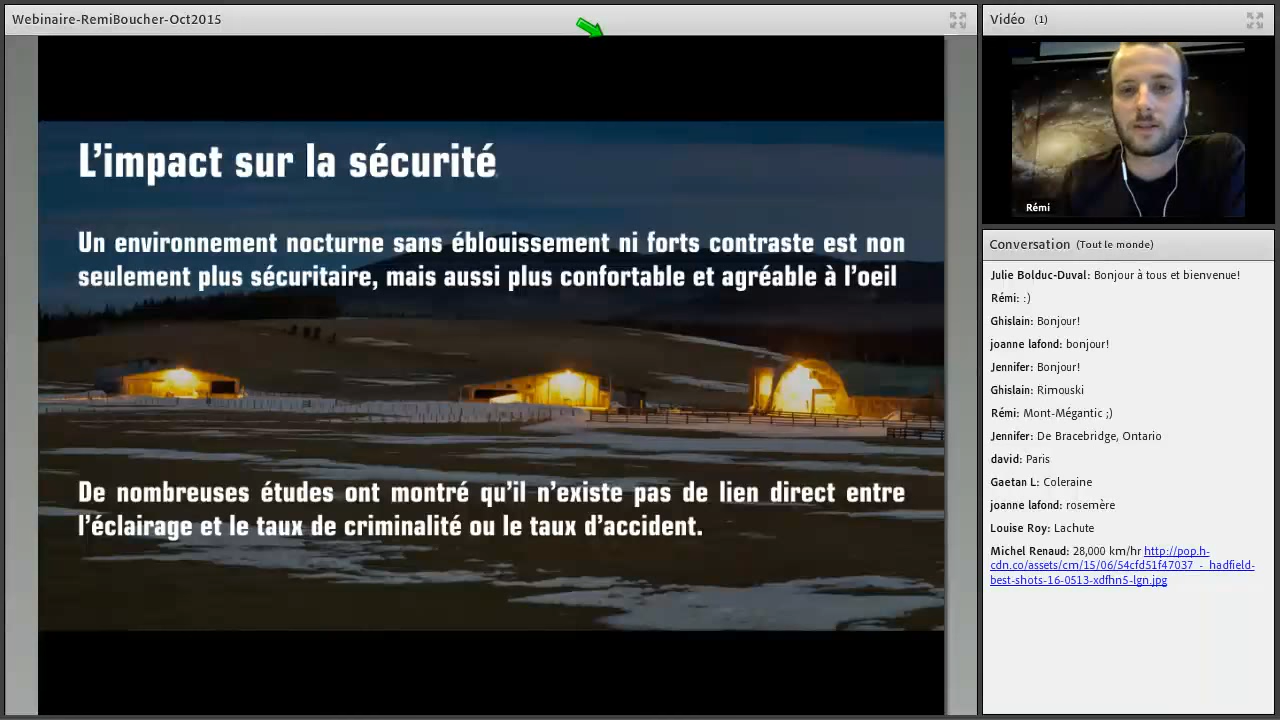 Webinaire-RemiBoucher-Oct2015
L'impact sur la sécurité
Un environnement nocturne sans éblouissement ni forts contraste est non
seulement plus sécuritaire, mais aussi plus confortable et agréable à l'oeil
De nombreuses études ont montré qu'il n'existe pas de lien direct entre
l'éclairage et le taux de criminalité ou le taux d'accident.
Vidéo (1)
Rémi
Conversation (Tout le monde)
Julie Bolduc-Duval: Bonjour à tous et bienvenue!
Rémi: :)
Ghislain: Bonjour!
joanne lafond: bonjour!
Jennifer: Bonjour!
Ghislain: Rimouski
Rémi: Mont-Mégantic ;)
Jennifer: De Bracebridge, Ontario
david: Paris
Gaetan L: Coleraine
joanne lafond: rosemère
Louise Roy: Lachute
Michel Renaud: 28,000 km/hr http://pop.h-
cdn.co/assets/cm/15/06/54cfd51f47037_-_hadfield-
best-shots-16-0513-xdfhn5-lgn.jpg